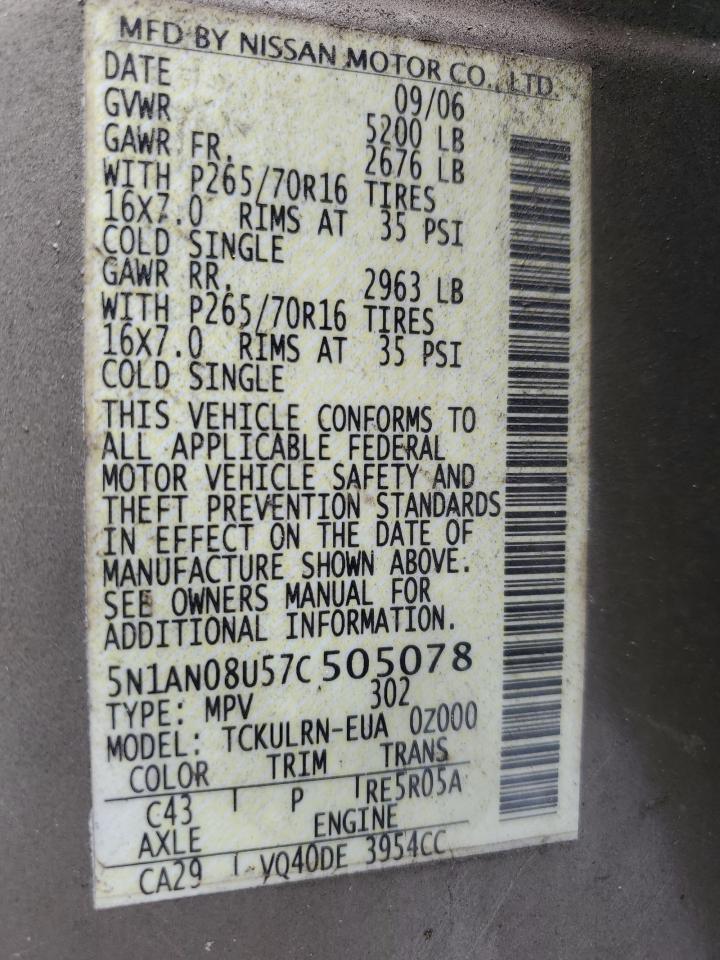 MFD BY NISSAN MOTOR CO., LTD.
DATE 09/06
GVWR 5200 LB
GAWR FR. 2676 LB
WITH P265/70R16 TIRES
16X7.0 RIMS AT 35 PSI
COLD SINGLE
GAWR RR. 2963 LB
WITH P265/70R16 TIRES
16X7.0 RIMS AT 35 PSI
COLD SINGLE
THIS VEHICLE CONFORMS TO
ALL APPLICABLE FEDERAL
MOTOR VEHICLE SAFETY AND
THEFT PREVENTION STANDARDS
IN EFFECT ON THE DATE OF
MANUFACTURE SHOWN ABOVE.
SEE OWNERS MANUAL FOR
ADDITIONAL INFORMATION.
5N1AN08U57C505078
TYPE: MPV 302
MODEL: TCKULRN-EUA 0Z000
COLOR TRIM TRANS
C43 P RE5R05A
AXLE ENGINE
CA29 VQ40DE 3954CC